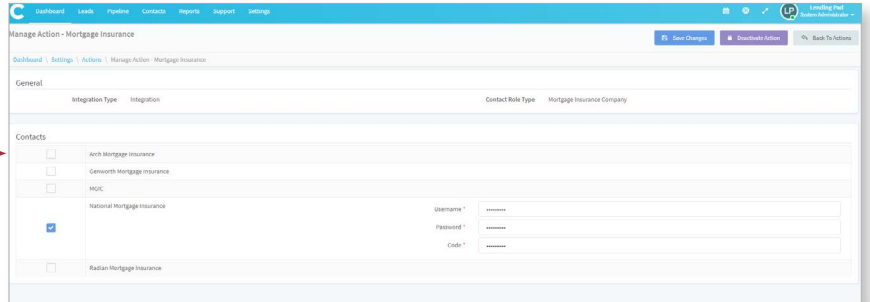 Dashboard Leads Pipeline Contacts Reports Support Settings
LP Lending Pad
System Administrator
Manage Action - Mortgage Insurance
Save Changes Deactivate Action Back To Actions
Dashboard \ Settings \ Actions \ Manage Action - Mortgage Insurance
General
Integration Type Integration Contact Role Type Mortgage Insurance Company
Contacts
Arch Mortgage Insurance
Genworth Mortgage Insurance
MGIC
National Mortgage Insurance
Username * •••••••••
Password * •••••••••
Code * •••••••••
Radian Mortgage Insurance